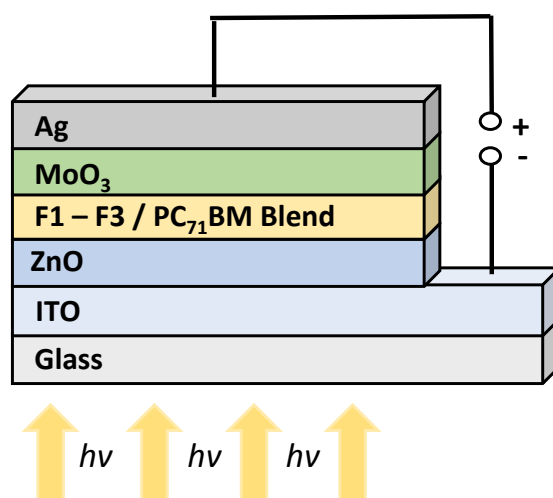 Ag
+
MoO₃
-
F1 – F3 / PC₇₁BM Blend
ZnO
ITO
Glass
hv hv hv